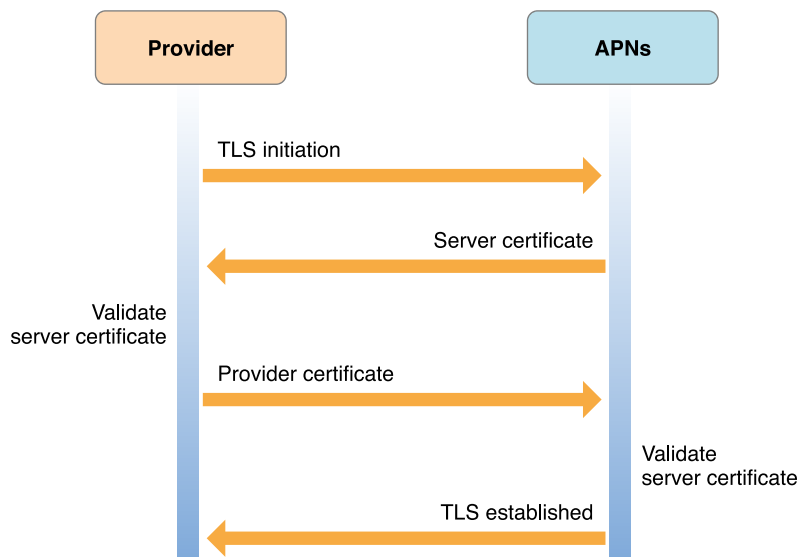 Provider
APNs
TLS initiation
Server certificate
Validate
server certificate
Provider certificate
Validate
server certificate
TLS established